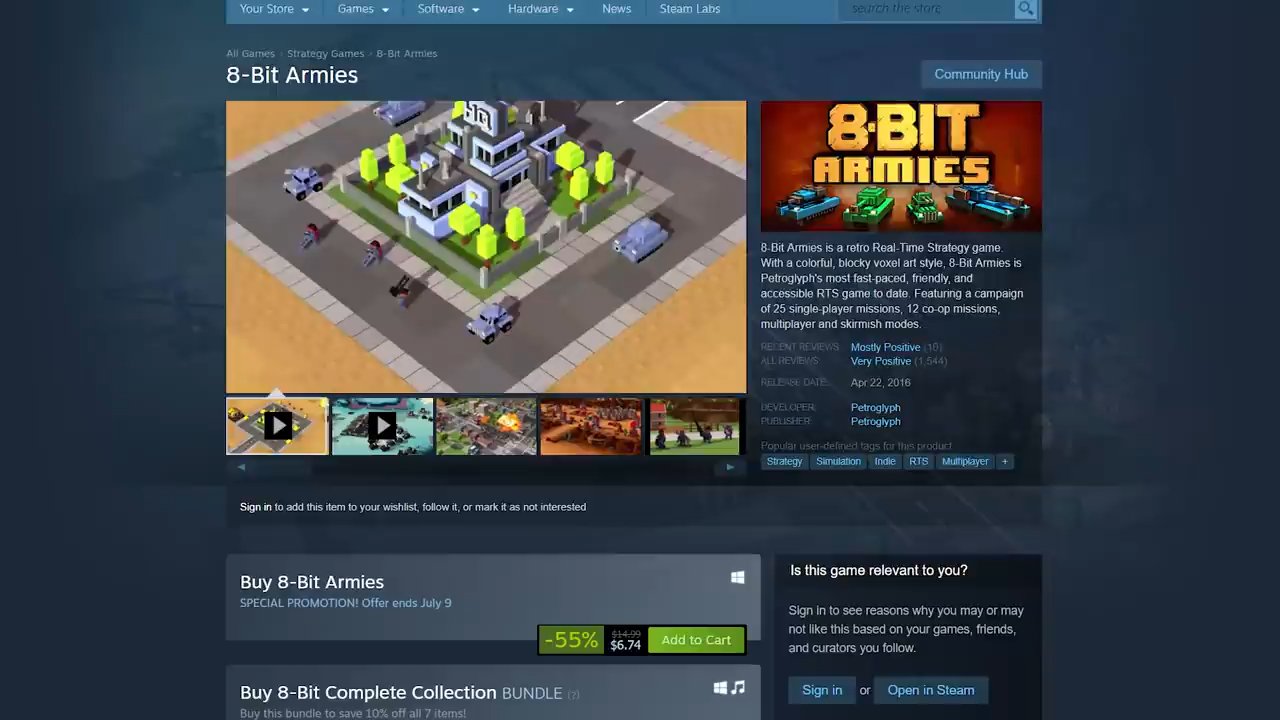 Your Store
Games
Software
Hardware
News
Steam Labs
search the store
All Games > Strategy Games > 8-Bit Armies
8-Bit Armies
Community Hub
8-BIT
ARMIES
8-Bit Armies is a retro Real-Time Strategy game.
With a colorful, blocky voxel art style, 8-Bit Armies is
Petroglyph's most fast-paced, friendly, and
accessible RTS game to date. Featuring a campaign
of 25 single-player missions, 12 co-op missions,
multiplayer and skirmish modes.
RECENT REVIEWS: Mostly Positive (10)
ALL REVIEWS: Very Positive (1,544)
RELEASE DATE: Apr 22, 2016
DEVELOPER: Petroglyph
PUBLISHER: Petroglyph
Popular user-defined tags for this product:
Strategy Simulation Indie RTS Multiplayer +
Sign in to add this item to your wishlist, follow it, or mark it as not interested
Buy 8-Bit Armies
SPECIAL PROMOTION! Offer ends July 9
-55% $14.99 $6.74 Add to Cart
Is this game relevant to you?
Sign in to see reasons why you may or may
not like this based on your games, friends,
and curators you follow.
Sign in or Open in Steam
Buy 8-Bit Complete Collection BUNDLE (?)
Buy this bundle to save 10% off all 7 items!